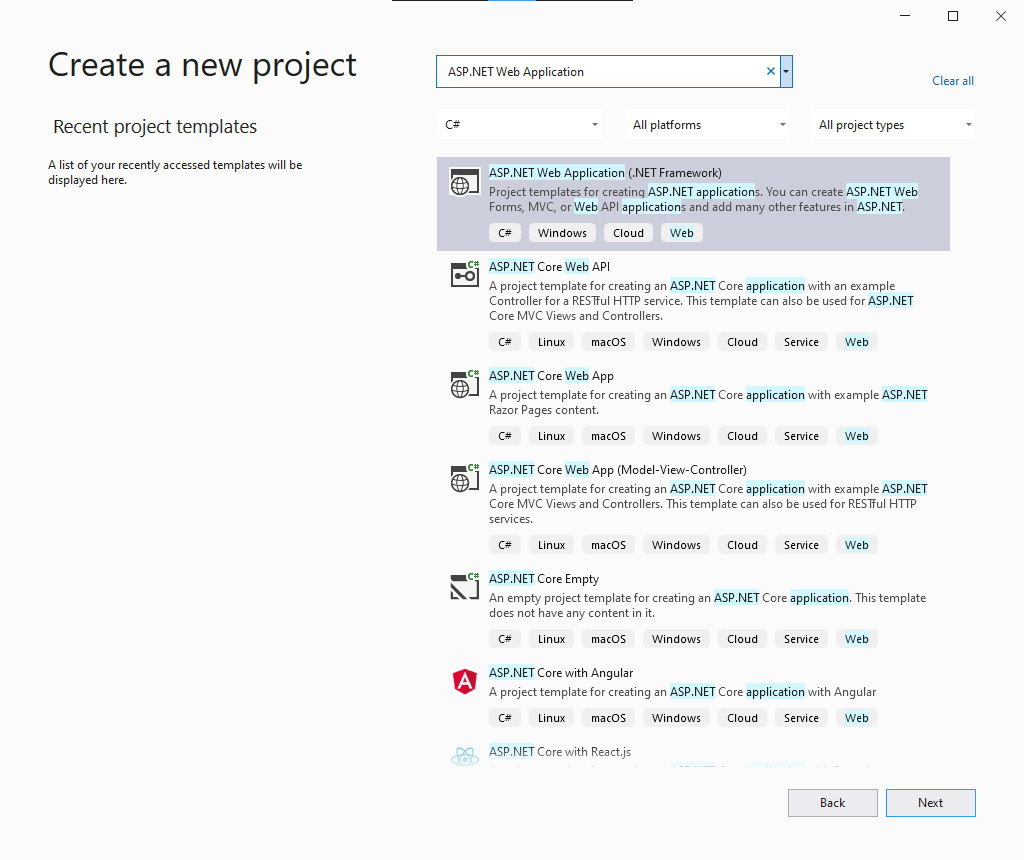 Create a new project
Recent project templates
A list of your recently accessed templates will be
displayed here.
ASP.NET Web Application
Clear all
C#
All platforms
All project types
ASP.NET Web Application (.NET Framework)
Project templates for creating ASP.NET applications. You can create ASP.NET Web
Forms, MVC, or Web API applications and add many other features in ASP.NET.
C# Windows Cloud Web
C#
ASP.NET Core Web API
A project template for creating an ASP.NET Core application with an example
Controller for a RESTful HTTP service. This template can also be used for ASP.NET
Core MVC Views and Controllers.
C# Linux macOS Windows Cloud Service Web
C#
ASP.NET Core Web App
A project template for creating an ASP.NET Core application with example ASP.NET
Razor Pages content.
C# Linux macOS Windows Cloud Service Web
C#
ASP.NET Core Web App (Model-View-Controller)
A project template for creating an ASP.NET Core application with example ASP.NET
Core MVC Views and Controllers. This template can also be used for RESTful HTTP
services.
C# Linux macOS Windows Cloud Service Web
C#
ASP.NET Core Empty
An empty project template for creating an ASP.NET Core application. This template
does not have any content in it.
C# Linux macOS Windows Cloud Service Web
ASP.NET Core with Angular
A project template for creating an ASP.NET Core application with Angular
C# Linux macOS Windows Cloud Service Web
ASP.NET Core with React.js
Back
Next